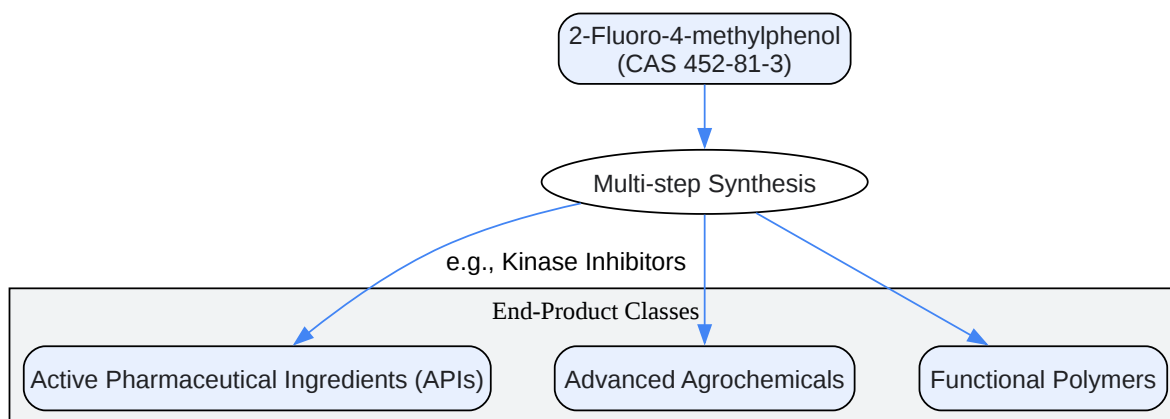 2-Fluoro-4-methylphenol
(CAS 452-81-3)
Multi-step Synthesis
e.g., Kinase Inhibitors
End-Product Classes
Active Pharmaceutical Ingredients (APIs)
Advanced Agrochemicals
Functional Polymers